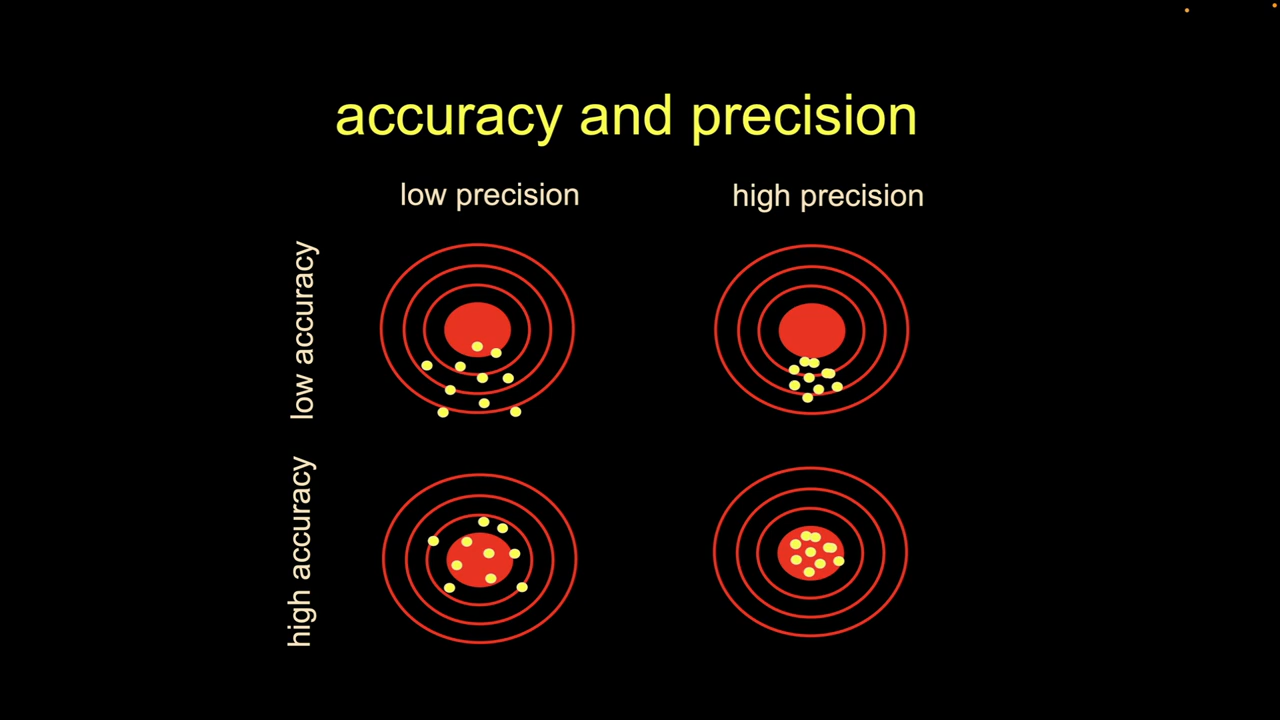 accuracy and precision
low precision
high precision
low accuracy
high accuracy